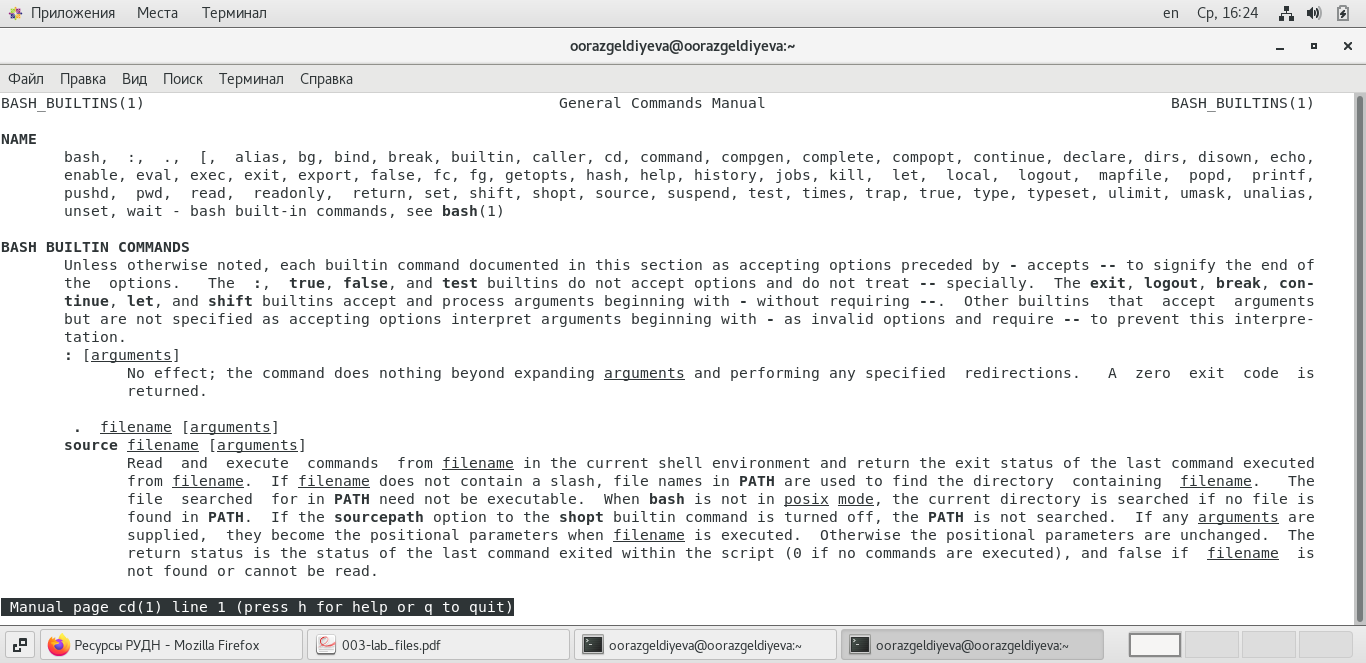 Приложения Места Терминал en Ср, 16:24
oorazgeldiyeva@oorazgeldiyeva:~
Файл Правка Вид Поиск Терминал Справка
BASH_BUILTINS(1) General Commands Manual BASH_BUILTINS(1)
NAME
bash, :, ., [, alias, bg, bind, break, builtin, caller, cd, command, compgen, complete, compopt, continue, declare, dirs, disown, echo,
enable, eval, exec, exit, export, false, fc, fg, getopts, hash, help, history, jobs, kill, let, local, logout, mapfile, popd, printf,
pushd, pwd, read, readonly, return, set, shift, shopt, source, suspend, test, times, trap, true, type, typeset, ulimit, umask, unalias,
unset, wait - bash built-in commands, see bash(1)
BASH BUILTIN COMMANDS
Unless otherwise noted, each builtin command documented in this section as accepting options preceded by - accepts -- to signify the end of
the options. The :, true, false, and test builtins do not accept options and do not treat -- specially. The exit, logout, break, con-
tinue, let, and shift builtins accept and process arguments beginning with - without requiring --. Other builtins that accept arguments
but are not specified as accepting options interpret arguments beginning with - as invalid options and require -- to prevent this interpre-
tation.
: [arguments]
No effect; the command does nothing beyond expanding arguments and performing any specified redirections. A zero exit code is
returned.
. filename [arguments]
source filename [arguments]
Read and execute commands from filename in the current shell environment and return the exit status of the last command executed
from filename. If filename does not contain a slash, file names in PATH are used to find the directory containing filename. The
file searched for in PATH need not be executable. When bash is not in posix mode, the current directory is searched if no file is
found in PATH. If the sourcepath option to the shopt builtin command is turned off, the PATH is not searched. If any arguments are
supplied, they become the positional parameters when filename is executed. Otherwise the positional parameters are unchanged. The
return status is the status of the last command exited within the script (0 if no commands are executed), and false if filename is
not found or cannot be read.
Manual page cd(1) line 1 (press h for help or q to quit)
Ресурсы РУДН - Mozilla Firefox 003-lab_files.pdf oorazgeldiyeva@oorazgeldiyeva:~ oorazgeldiyeva@oorazgeldiyeva:~